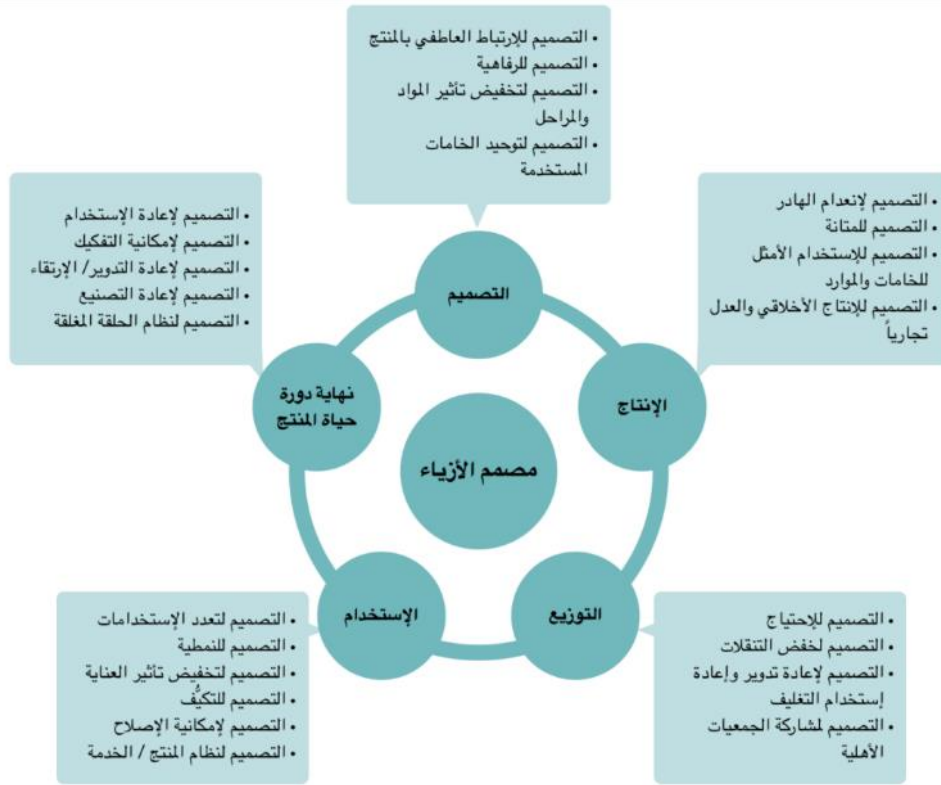 • التصميم للإرتباط العاطفي بالمنتج
• التصميم للرفاهية
• التصميم لتخفيض تأثير المواد
والمراحل
• التصميم لتوحيد الخامات
المستخدمة
• التصميم لإنعدام الهادر
• التصميم للمتانة
• التصميم للإستخدام الأمثل
للخامات والموارد
• التصميم للإنتاج الأخلاقي والعدل
تجارياً
• التصميم لإعادة الإستخدام
• التصميم لإمكانية التفكيك
• التصميم لإعادة التدوير/ الإرتقاء
• التصميم لإعادة التصنيع
• التصميم لنظام الحلقة المغلقة
التصميم
الإنتاج
نهاية دورة
حياة المنتج
مصمم الأزياء
التوزيع
الإستخدام
• التصميم للإحتياج
• التصميم لخفض التنقلات
• التصميم لإعادة تدوير وإعادة
إستخدام التغليف
• التصميم لمشاركة الجمعيات
الأهلية
• التصميم لتعدد الإستخدامات
• التصميم للنمطية
• التصميم لتخفيض تأثير العناية
• التصميم للتكيُّف
• التصميم لإمكانية الإصلاح
• التصميم لنظام المنتج / الخدمة